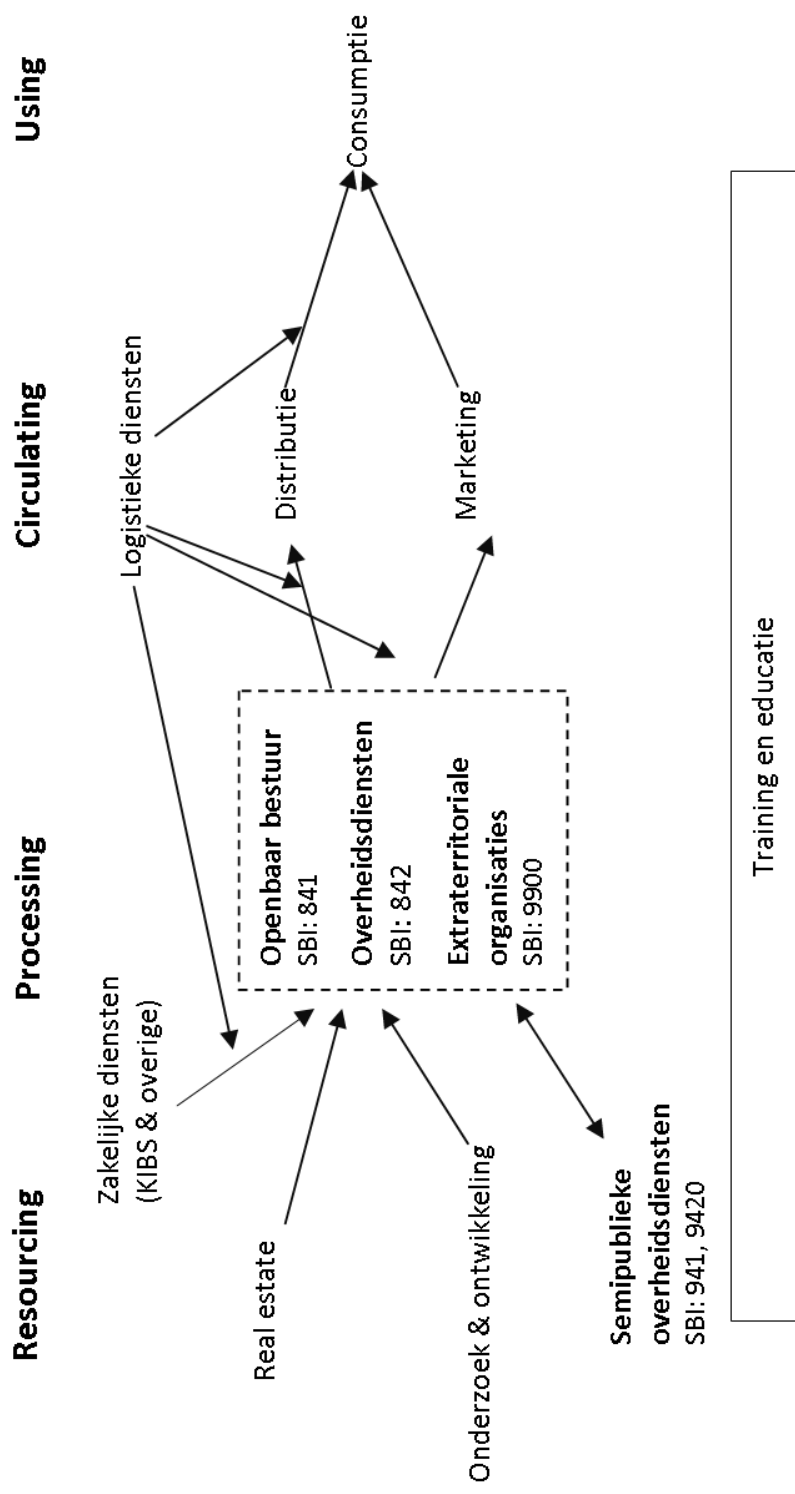 Resourcing
Processing
Circulating
Using
Zakelijke diensten
(KIBS & overige)
Logistieke diensten
Real estate
Openbaar bestuur
SBI: 841
Overheidsdiensten
SBI: 842
Extraterritoriale
organisaties
SBI: 9900
Distributie
Consumptie
Marketing
Onderzoek & ontwikkeling
Semipublieke
overheidsdiensten
SBI: 941, 9420
Training en educatie